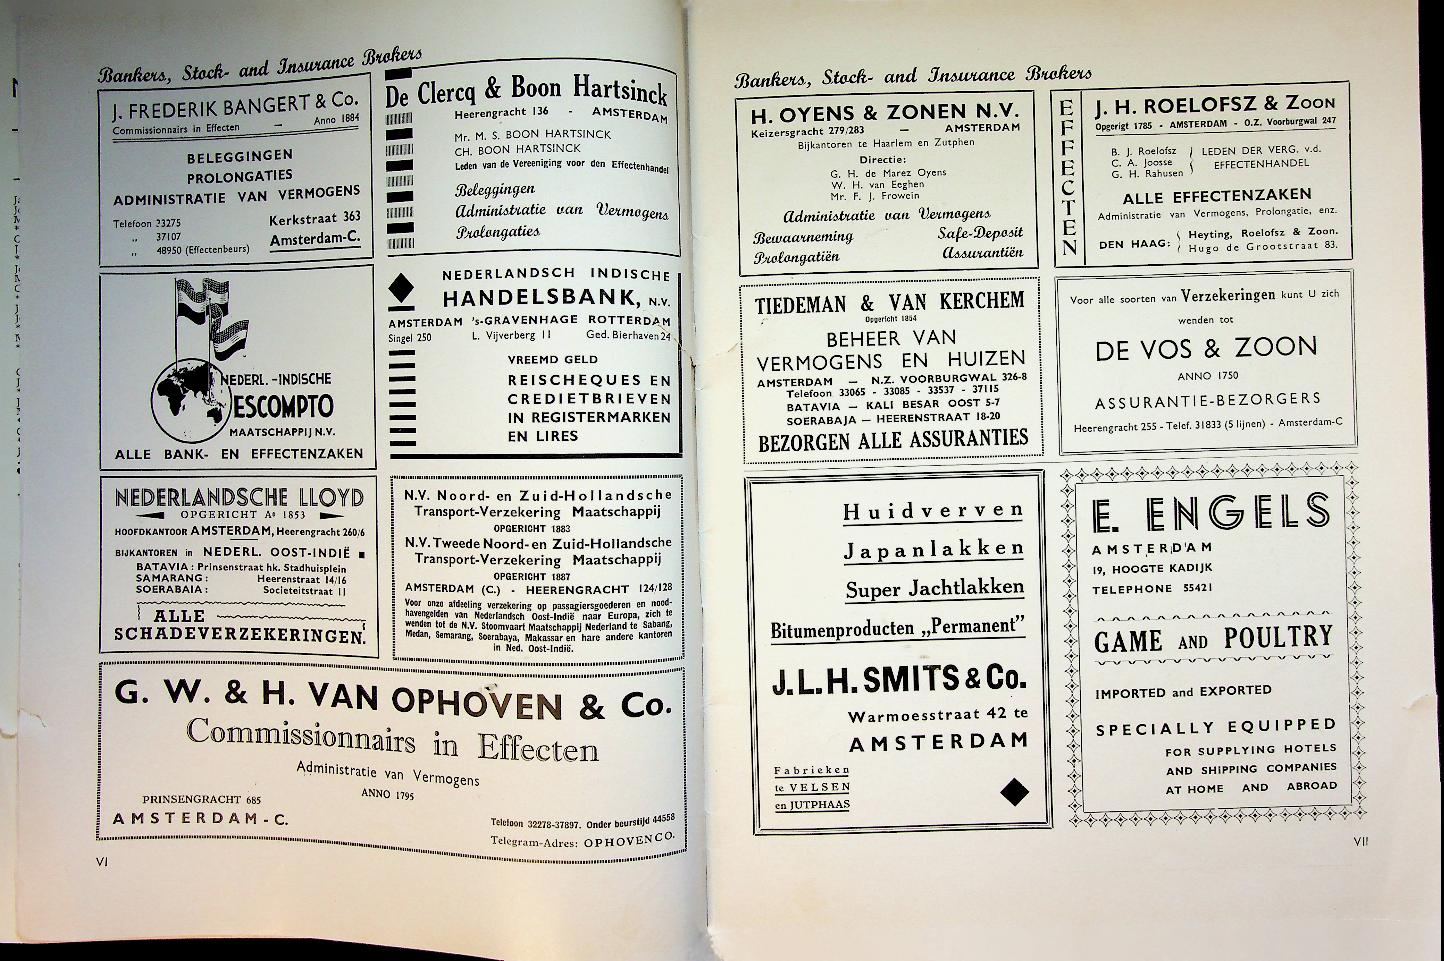 Bankers, Stock- and Insurance Brokers
J. FREDERIK BANGERT & Co.
Commissionnairs in Effecten — Anno 1884
BELEGGINGEN
PROLONGATIES
ADMINISTRATIE VAN VERMOGENS
Telefoon 33275 Kerkstraat 363
„ 37107 Amsterdam-C.
„ 48950 (Effectenbeurs)
De Clercq & Boon Hartsinck
Heerengracht 136 - AMSTERDAM
Mr. M. S. BOON HARTSINCK
CH. BOON HARTSINCK
Leden van de Vereeniging voor den Effectenhandel
Beleggingen
Administratie van Vermogens
Prolongaties
NEDERL.-INDISCHE
ESCOMPTO
MAATSCHAPPIJ N.V.
ALLE BANK- EN EFFECTENZAKEN
NEDERLANDSCH INDISCHE
HANDELSBANK, N.V.
AMSTERDAM 's-GRAVENHAGE ROTTERDAM
Singel 250 L. Vijverberg 11 Ged. Bierhaven 24
VREEMD GELD
REISCHEQUES EN
CREDIETBRIEVEN
IN REGISTERMARKEN
EN LIRES
NEDERLANDSCHE LLOYD
OPGERICHT Aº 1853
HOOFDKANTOOR AMSTERDAM, Heerengracht 260/6
BIJKANTOREN in NEDERL. OOST-INDIË
BATAVIA : Prinsenstraat hk. Stadhuisplein
SAMARANG : Heerenstraat 14/16
SOERABAIA : Societeitstraat 11
ALLE
SCHADEVERZEKERINGEN.
N.V. Noord- en Zuid-Hollandsche
Transport-Verzekering Maatschappij
OPGERICHT 1883
N.V. Tweede Noord- en Zuid-Hollandsche
Transport-Verzekering Maatschappij
OPGERICHT 1887
AMSTERDAM (C.) - HEERENGRACHT 124/128
Voor onze afdeeling verzekering op passagiersgoederen en nood-
havengelden van Nederlandsch Oost-Indië naar Europa, zich te
wenden tot de N.V. Stoomvaart Maatschappij Nederland te Sabang,
Medan, Semarang, Soerabaya, Makassar en hare andere kantoren
in Ned. Oost-Indië.
G. W. & H. VAN OPHOVEN & Co.
Commissionnairs in Effecten
Administratie van Vermogens
ANNO 1795
PRINSENGRACHT 685
AMSTERDAM-C.
Telefoon 32278-37897. Onder beurstijd 44558
Telegram-Adres: OPHOVENCO.
VI
Bankers, Stock- and Insurance Brokers
H. OYENS & ZONEN N.V.
Keizersgracht 279/283 — AMSTERDAM
Bijkantoren te Haarlem en Zutphen
Directie:
G. H. de Marez Oyens
W. H. van Eeghen
Mr. F. J. Frowein
Administratie van Vermogens
Bewaarneming Safe-Deposit
Prolongatiën Assurantiën
EFFECTEN
J. H. ROELOFSZ & ZOON
Opgerigt 1785 - AMSTERDAM - O.Z. Voorburgwal 247
B. J. Roelofsz LEDEN DER VERG. v.d.
C. A. Joosse EFFECTENHANDEL
G. H. Rahusen
ALLE EFFECTENZAKEN
Administratie van Vermogens, Prolongatie, enz.
DEN HAAG: Heyting, Roelofsz & Zoon.
Hugo de Grootstraat 83.
TIEDEMAN & VAN KERCHEM
Opgericht 1854
BEHEER VAN
VERMOGENS EN HUIZEN
AMSTERDAM — N.Z. VOORBURGWAL 326-8
Telefoon 33065 - 33085 - 33537 - 37115
BATAVIA — KALI BESAR OOST 5-7
SOERABAJA — HEERENSTRAAT 18-20
BEZORGEN ALLE ASSURANTIES
Voor alle soorten van Verzekeringen kunt U zich
wenden tot
DE VOS & ZOON
ANNO 1750
ASSURANTIE-BEZORGERS
Heerengracht 255 - Telef. 31833 (5 lijnen) - Amsterdam-C
Huidverven
Japanlakken
Super Jachtlakken
Bitumenproducten „Permanent"
J.L.H. SMITS & Co.
Warmoesstraat 42 te
AMSTERDAM
Fabrieken
te VELSEN
en JUTPHAAS
E. ENGELS
AMSTERDAM
19, HOOGTE KADIJK
TELEPHONE 55421
GAME AND POULTRY
IMPORTED and EXPORTED
SPECIALLY EQUIPPED
FOR SUPPLYING HOTELS
AND SHIPPING COMPANIES
AT HOME AND ABROAD
VII